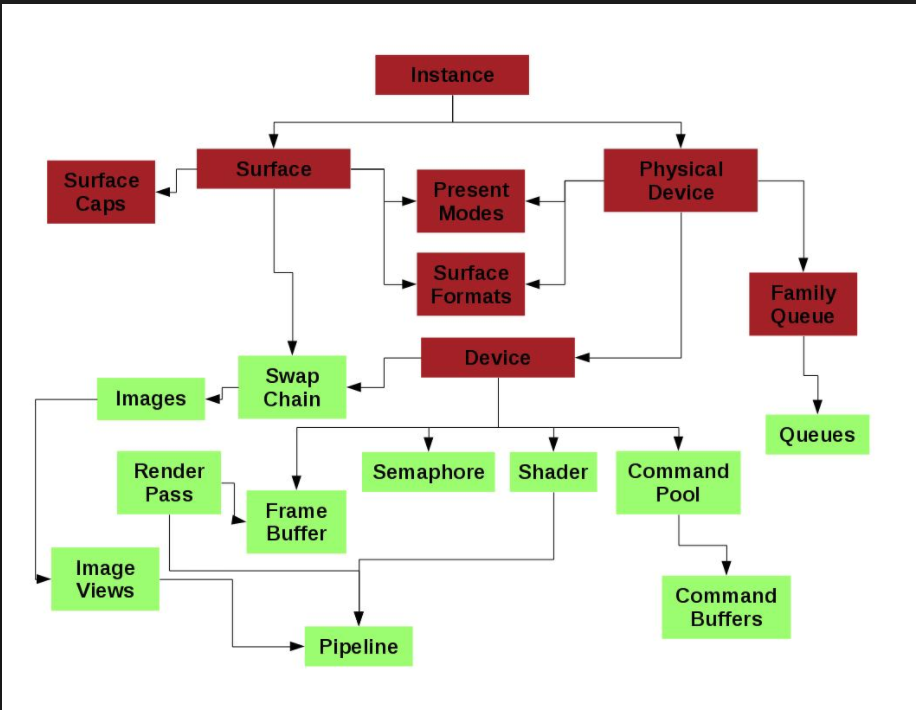 Instance
Surface
Physical
Device
Surface
Caps
Present
Modes
Surface
Formats
Family
Queue
Device
Swap
Chain
Images
Queues
Render
Pass
Semaphore
Shader
Command
Pool
Frame
Buffer
Image
Views
Command
Buffers
Pipeline